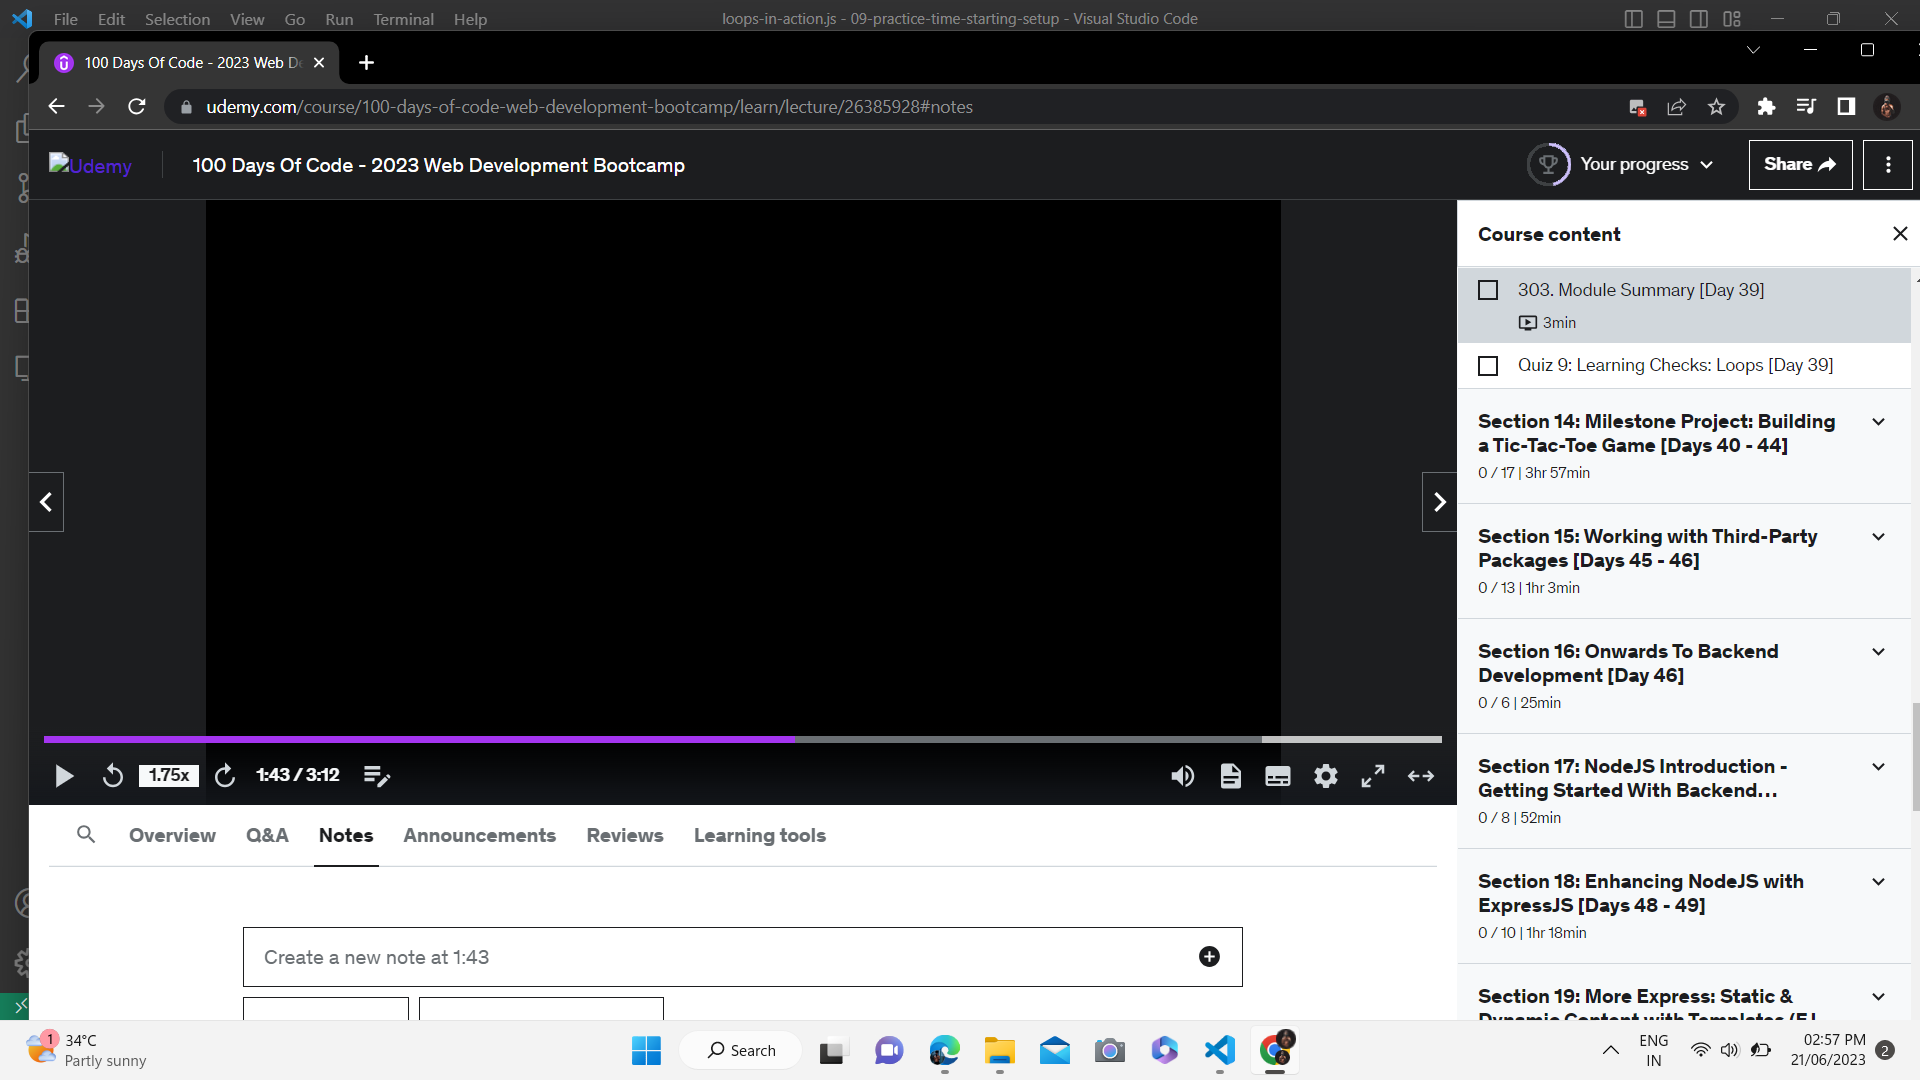 File Edit Selection View Go Run Terminal Help
loops-in-action.js - 09-practice-time-starting-setup - Visual Studio Code
100 Days Of Code - 2023 Web De
udemy.com/course/100-days-of-code-web-development-bootcamp/learn/lecture/26385928#notes
Udemy
100 Days Of Code - 2023 Web Development Bootcamp
Your progress
Share
Course content
303. Module Summary [Day 39]
3min
Quiz 9: Learning Checks: Loops [Day 39]
Section 14: Milestone Project: Building
a Tic-Tac-Toe Game [Days 40 - 44]
0 / 17 | 3hr 57min
Section 15: Working with Third-Party
Packages [Days 45 - 46]
0 / 13 | 1hr 3min
Section 16: Onwards To Backend
Development [Day 46]
0 / 6 | 25min
Section 17: NodeJS Introduction -
Getting Started With Backend...
0 / 8 | 52min
Section 18: Enhancing NodeJS with
ExpressJS [Days 48 - 49]
0 / 10 | 1hr 18min
Section 19: More Express: Static &
Dynamic Content with Templates (EJ
1.75x
1:43 / 3:12
Overview Q&A Notes Announcements Reviews Learning tools
Create a new note at 1:43
1
34°C
Partly sunny
Search
ENG
IN
02:57 PM
21/06/2023
2